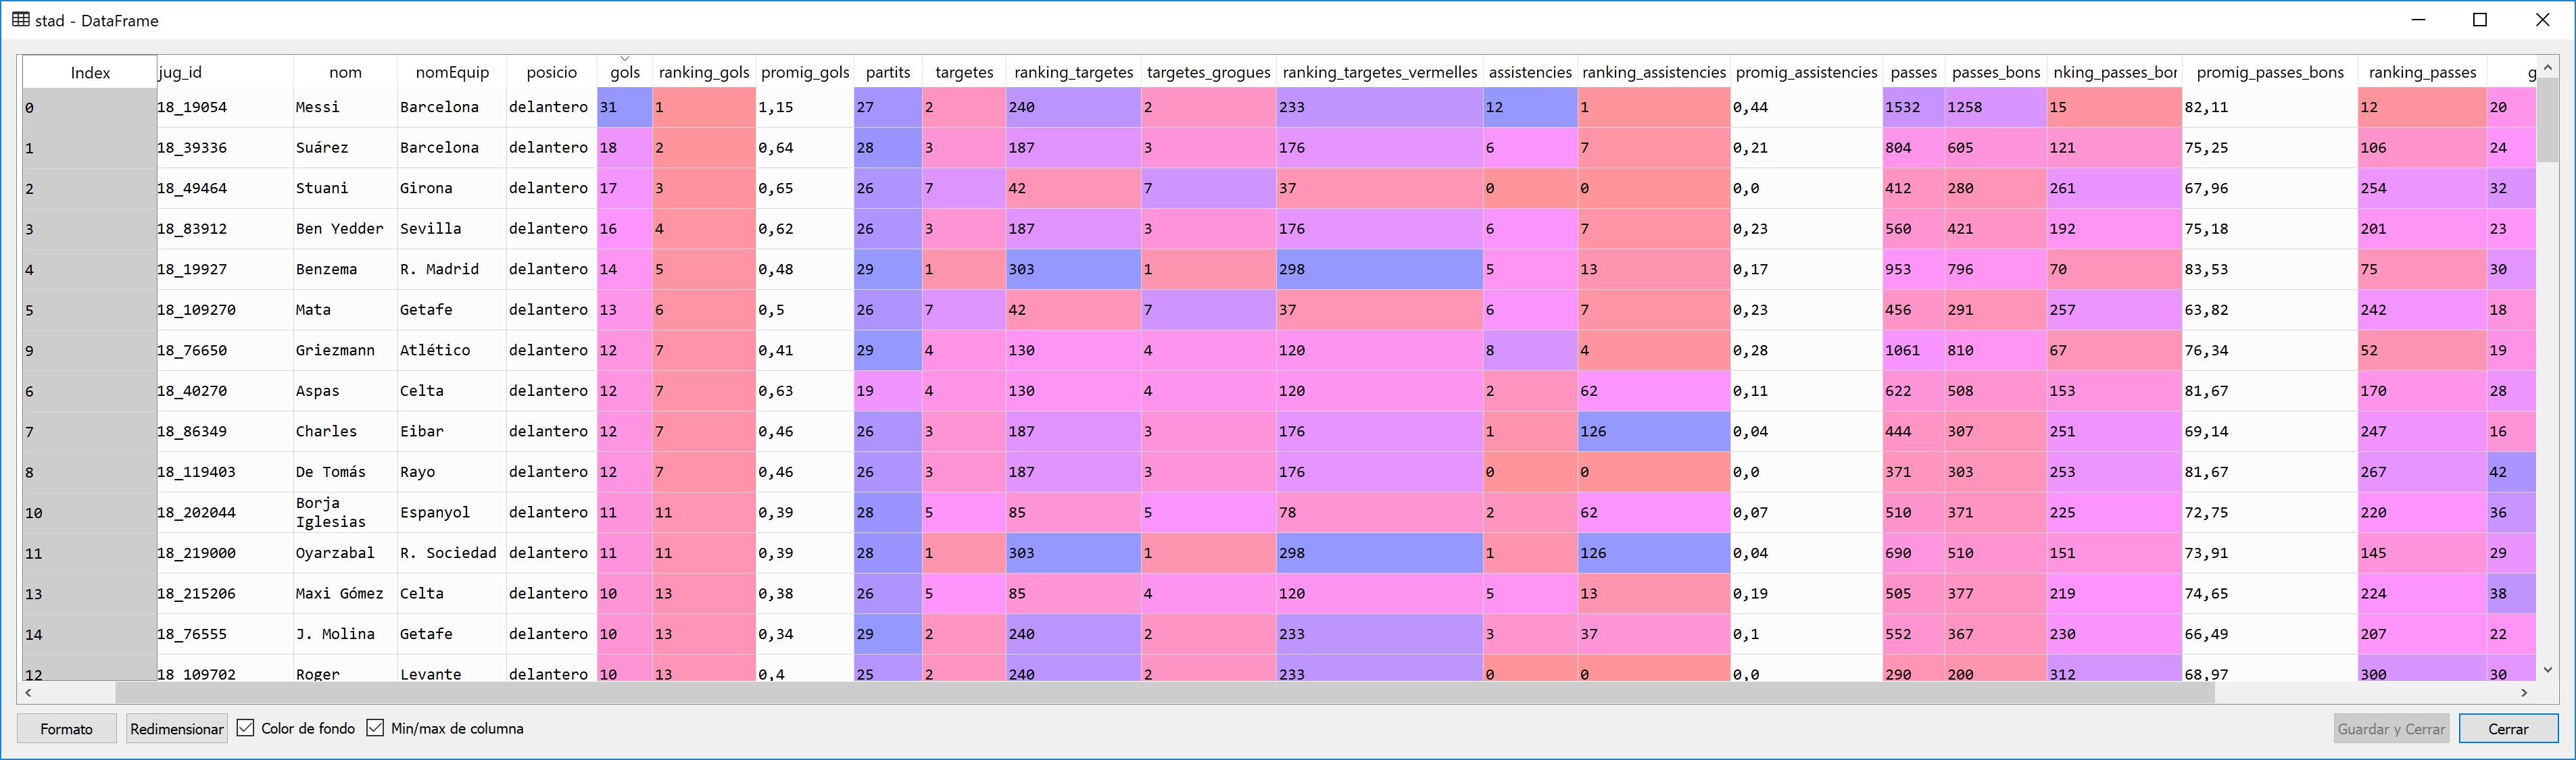 stad - DataFrame
Index jug_id nom nomEquip posicio gols ranking_gols promig_gols partits targetes ranking_targetes targetes_grogues ranking_targetes_vermelles assistencies ranking_assistencies promig_assistencies passes passes_bons nking_passes_bor promig_passes_bons ranking_passes g
0 18_19054 Messi Barcelona delantero 31 1 1,15 27 2 240 2 233 12 1 0,44 1532 1258 15 82,11 12 20
1 18_39336 Suárez Barcelona delantero 18 2 0,64 28 3 187 3 176 6 7 0,21 804 605 121 75,25 106 24
2 18_49464 Stuani Girona delantero 17 3 0,65 26 7 42 7 37 0 0 0,0 412 280 261 67,96 254 32
3 18_83912 Ben Yedder Sevilla delantero 16 4 0,62 26 3 187 3 176 6 7 0,23 560 421 192 75,18 201 23
4 18_19927 Benzema R. Madrid delantero 14 5 0,48 29 1 303 1 298 5 13 0,17 953 796 70 83,53 75 30
5 18_109270 Mata Getafe delantero 13 6 0,5 26 7 42 7 37 6 7 0,23 456 291 257 63,82 242 18
9 18_76650 Griezmann Atlético delantero 12 7 0,41 29 4 130 4 120 8 4 0,28 1061 810 67 76,34 52 19
6 18_40270 Aspas Celta delantero 12 7 0,63 19 4 130 4 120 2 62 0,11 622 508 153 81,67 170 28
7 18_86349 Charles Eibar delantero 12 7 0,46 26 3 187 3 176 1 126 0,04 444 307 251 69,14 247 16
8 18_119403 De Tomás Rayo delantero 12 7 0,46 26 3 187 3 176 0 0 0,0 371 303 253 81,67 267 42
10 18_202044 Borja Iglesias Espanyol delantero 11 11 0,39 28 5 85 5 78 2 62 0,07 510 371 225 72,75 220 36
11 18_219000 Oyarzabal R. Sociedad delantero 11 11 0,39 28 1 303 1 298 1 126 0,04 690 510 151 73,91 145 29
13 18_215206 Maxi Gómez Celta delantero 10 13 0,38 26 5 85 4 120 5 13 0,19 505 377 219 74,65 224 38
14 18_76555 J. Molina Getafe delantero 10 13 0,34 29 2 240 2 233 3 37 0,1 552 367 230 66,49 207 22
12 18_109702 Roger Levante delantero 10 13 0,4 25 2 240 2 233 0 0 0,0 290 200 312 68,97 300 30
Formato Redimensionar Color de fondo Min/max de columna Guardar y Cerrar Cerrar